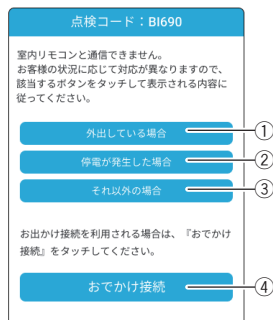 点検コード：BI690
室内リモコンと通信できません。
お客様の状況に応じて対応が異なりますので、
該当するボタンをタッチして表示される内容に
従ってください。
外出している場合
①
停電が発生した場合
②
それ以外の場合
③
お出かけ接続を利用される場合は、『おでかけ
接続』をタッチしてください。
おでかけ接続
④